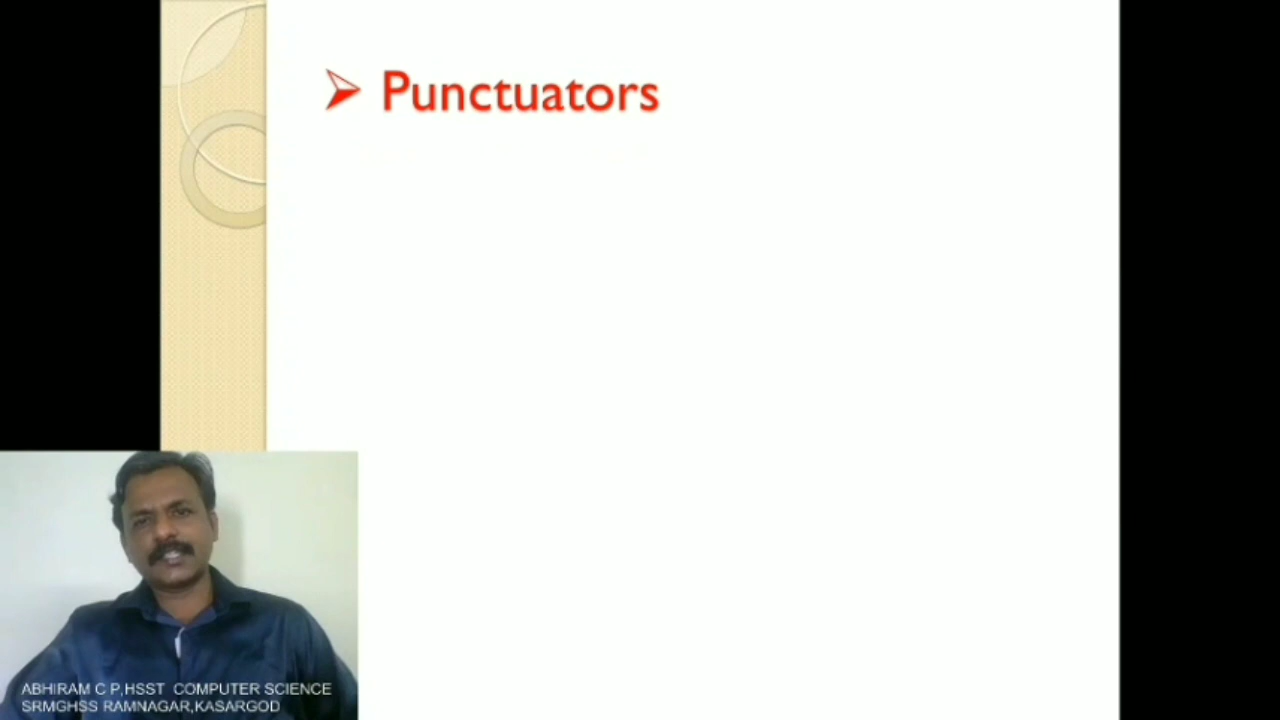 Punctuators
ABHIRAM C P,HSST COMPUTER SCIENCE
SRMGHSS RAMNAGAR,KASARGOD